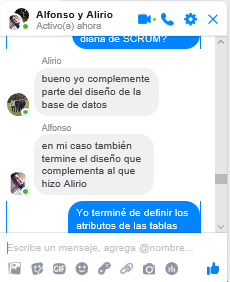 Alfonso y Alirio
Activo(a) ahora
diaria de SCRUM?
Alirio
bueno yo complemente
parte del diseño de la
base de datos
Alfonso
en mi caso también
termine el diseño que
complementa al que
hizo Alirio
Yo terminé de definir los
atributos de las tablas
Escribe un mensaje, agrega @nombre...
GIF